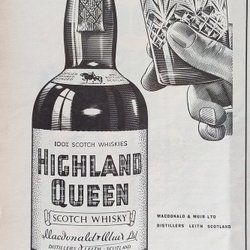 100% SCOTCH WHISKIES
HIGHLAND
QUEEN
SCOTCH WHISKY
Macdonald & Muir Ltd
DISTILLERS · LEITH · SCOTLAND
MACDONALD & MUIR LTD
DISTILLERS LEITH SCOTLAND